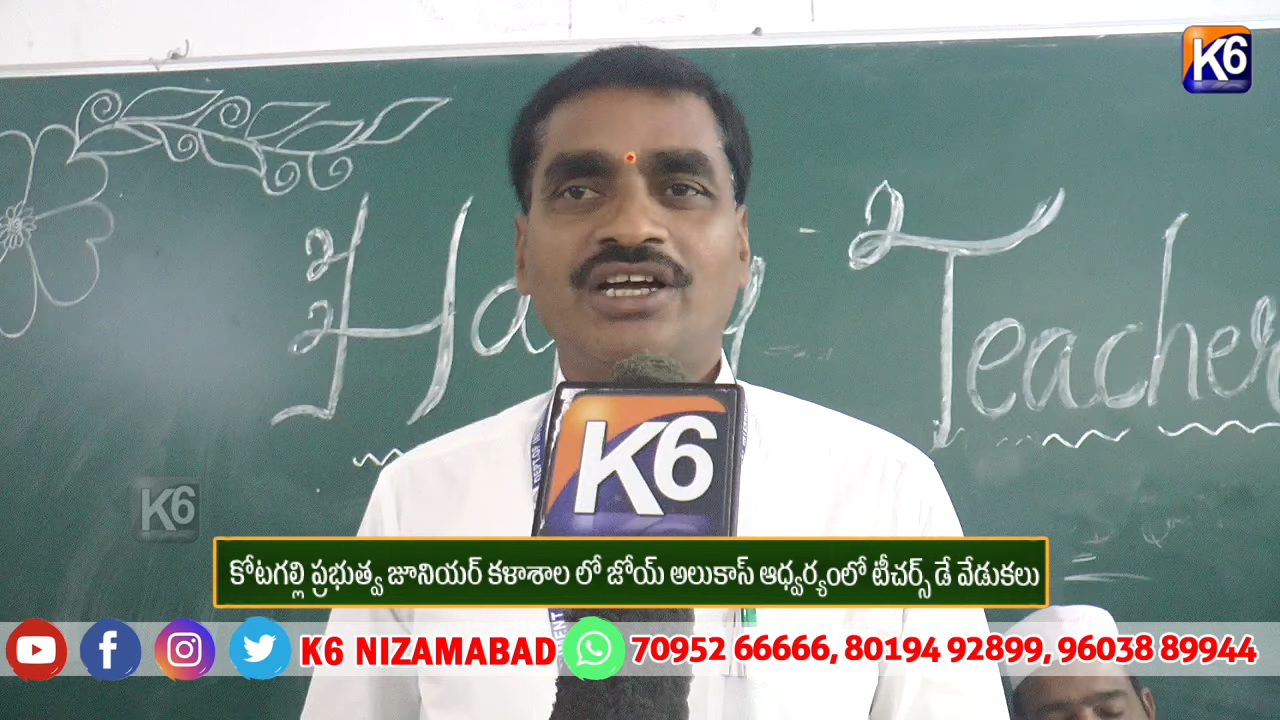 K6
Ha y Teacher
K6
K6
కోటగల్లి ప్రభుత్వ జూనియర్ కళాశాల లో జోయ్ అలుకాస్ ఆధ్వర్యంలో టీచర్స్ డే వేడుకలు
K6 NIZAMABAD 70952 66666, 80194 92899, 96038 89944